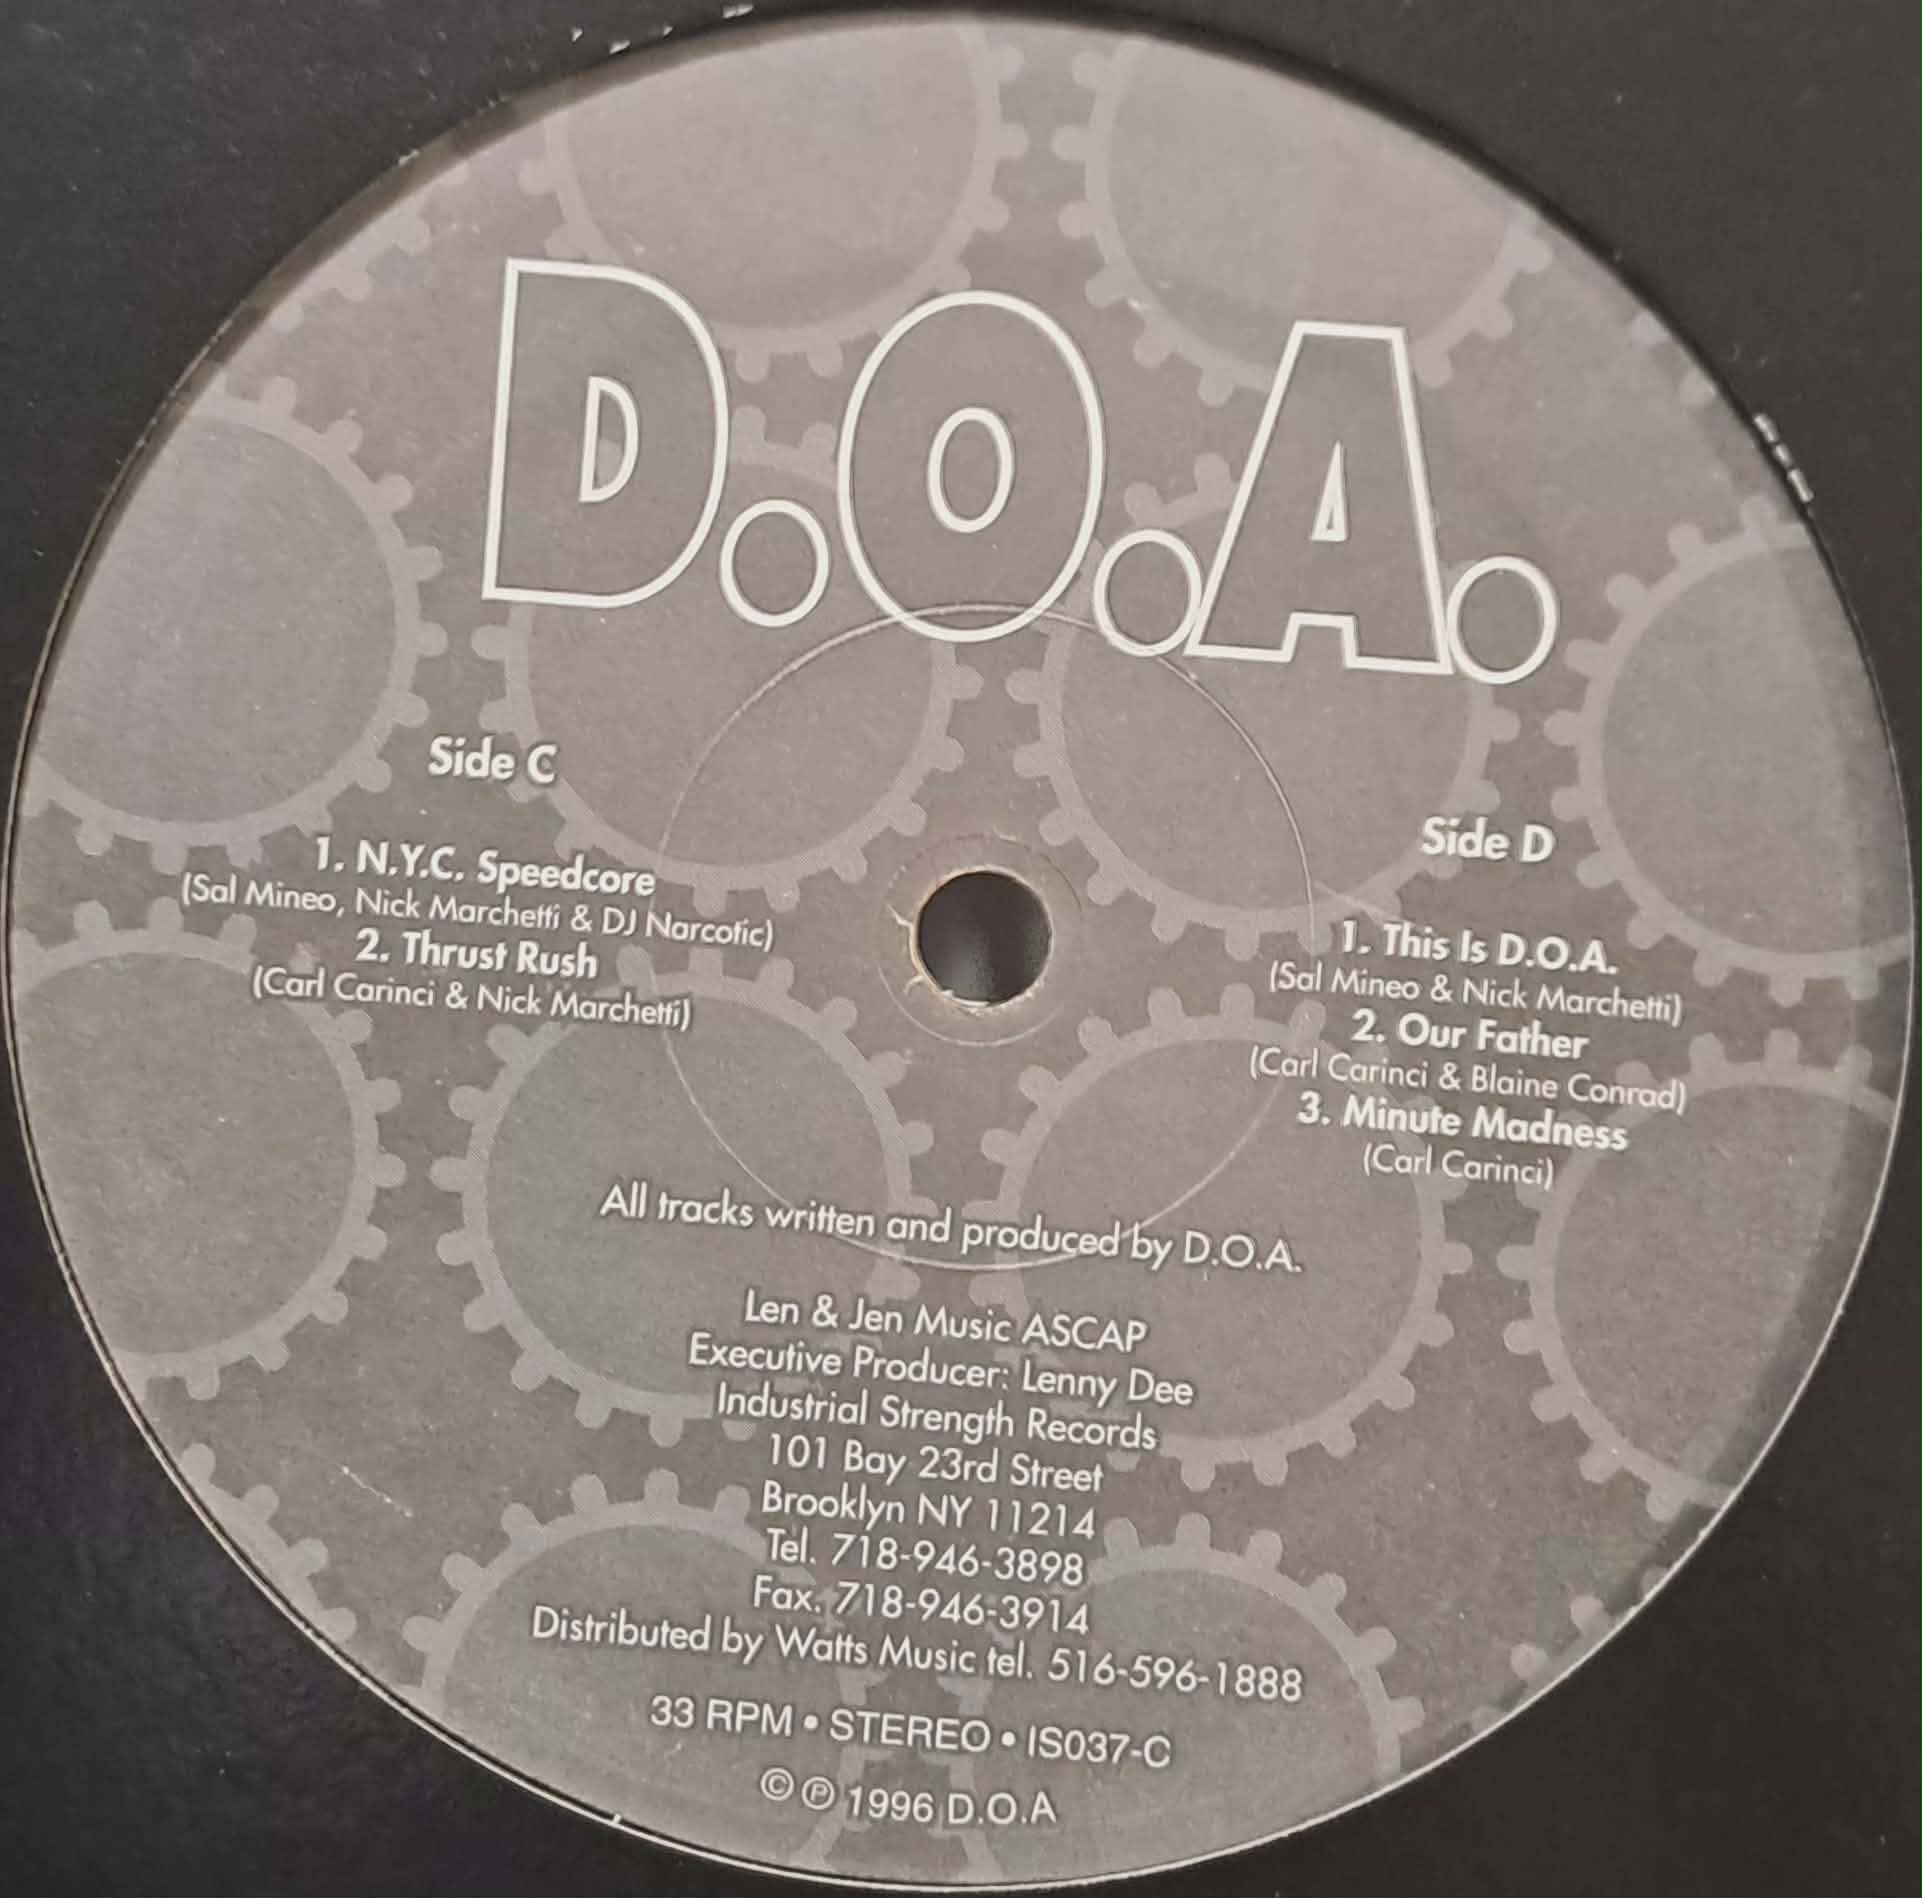 D.O.A.
Side C
1. N.Y.C. Speedcore
(Sal Mineo, Nick Marchetti & DJ Narcotic)
2. Thrust Rush
(Carl Carinci & Nick Marchetti)
Side D
1. This Is D.O.A.
(Sal Mineo & Nick Marchetti)
2. Our Father
(Carl Carinci & Blaine Conrad)
3. Minute Madness
(Carl Carinci)
All tracks written and produced by D.O.A.
Len & Jen Music ASCAP
Executive Producer: Lenny Dee
Industrial Strength Records
101 Bay 23rd Street
Brooklyn NY 11214
Tel. 718-946-3898
Fax. 718-946-3914
Distributed by Watts Music tel. 516-596-1888
33 RPM • STEREO • IS037-C
© ℗ 1996 D.O.A